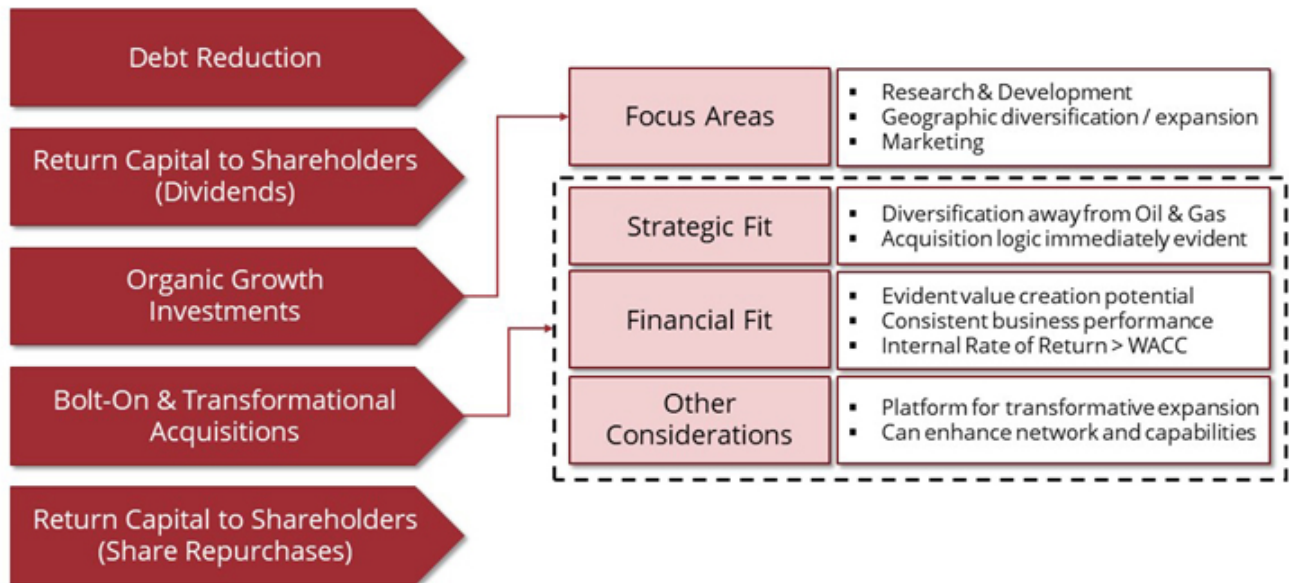 Debt Reduction
Return Capital to Shareholders
(Dividends)
Organic Growth
Investments
Bolt-On & Transformational
Acquisitions
Return Capital to Shareholders
(Share Repurchases)
Focus Areas
▪ Research & Development
▪ Geographic diversification / expansion
▪ Marketing
Strategic Fit
▪ Diversification away from Oil & Gas
▪ Acquisition logic immediately evident
Financial Fit
▪ Evident value creation potential
▪ Consistent business performance
▪ Internal Rate of Return > WACC
Other
Considerations
▪ Platform for transformative expansion
▪ Can enhance network and capabilities